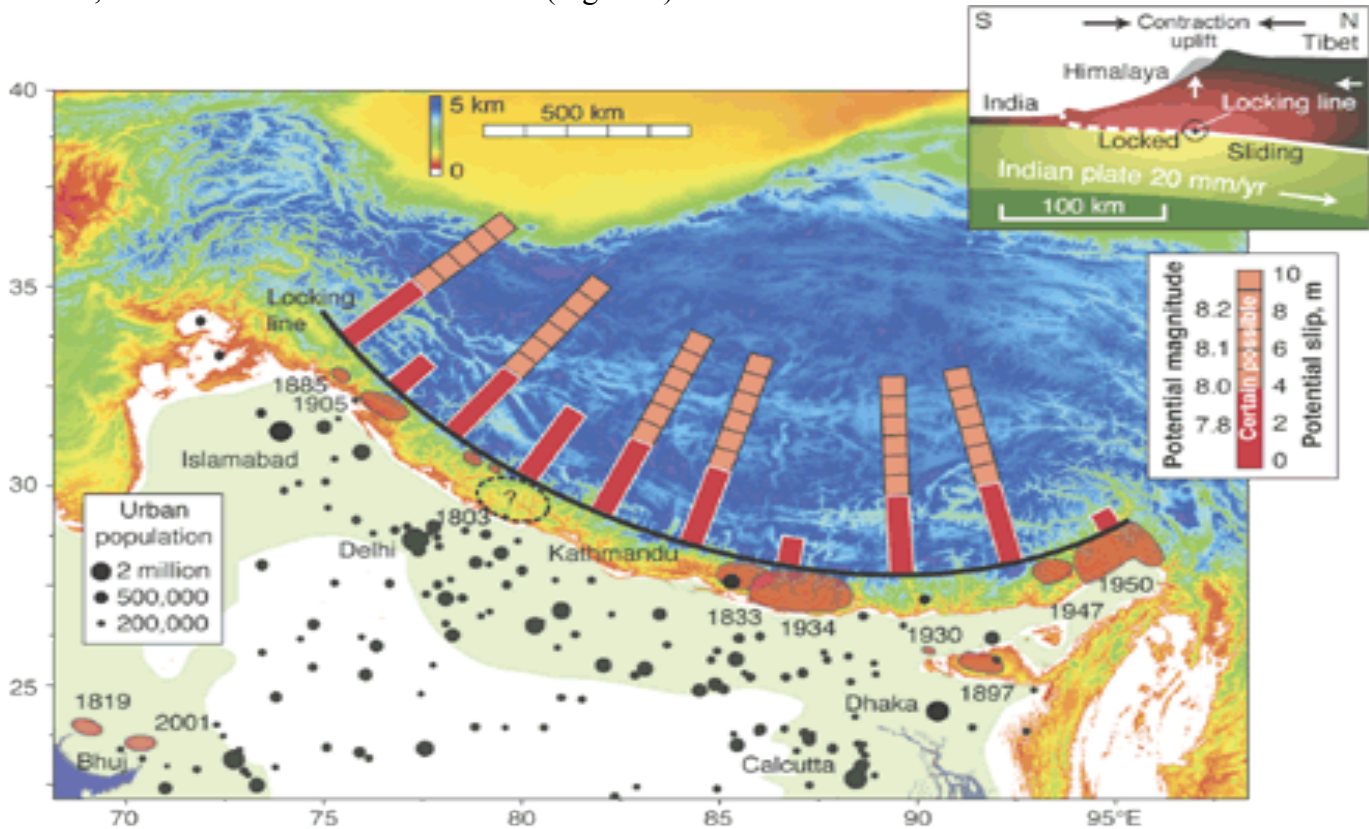 S
Contraction
N
uplift
Tibet
Himalaya
India
Locking line
Locked
Sliding
Indian plate 20 mm/yr
100 km
40
5 km
500 km
0
35
Locking
line
Potential magnitude
8.2
8.1
8.0
7.8
Certain possible
10
8
6
4
2
0
Potential slip, m
1885
1905
Islamabad
30
Urban
population
2 million
500,000
200,000
?
1803
Delhi
Kathmandu
1833
1934
1930
1947
1950
1897
25
1819
2001
Bhuj
Dhaka
Calcutta
70
75
80
85
90
95°E